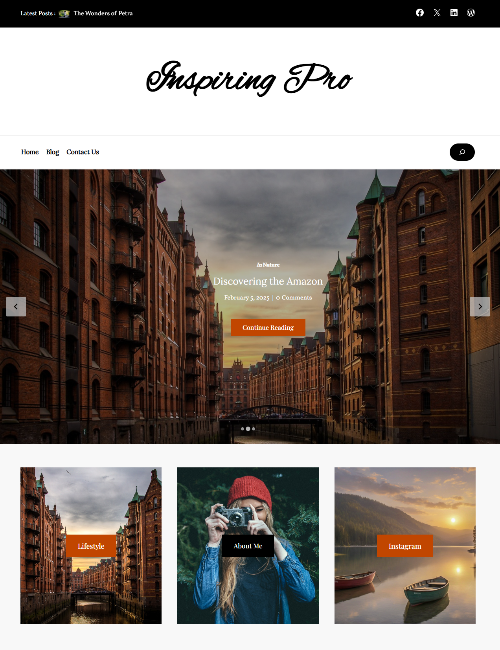 Latest Posts :
The Wonders of Petra
Inspiring Pro
Home Blog Contact Us
In Nature
Discovering the Amazon
February 5, 2025 | 0 Comments
Continue Reading
Lifestyle
About Me
Instagram